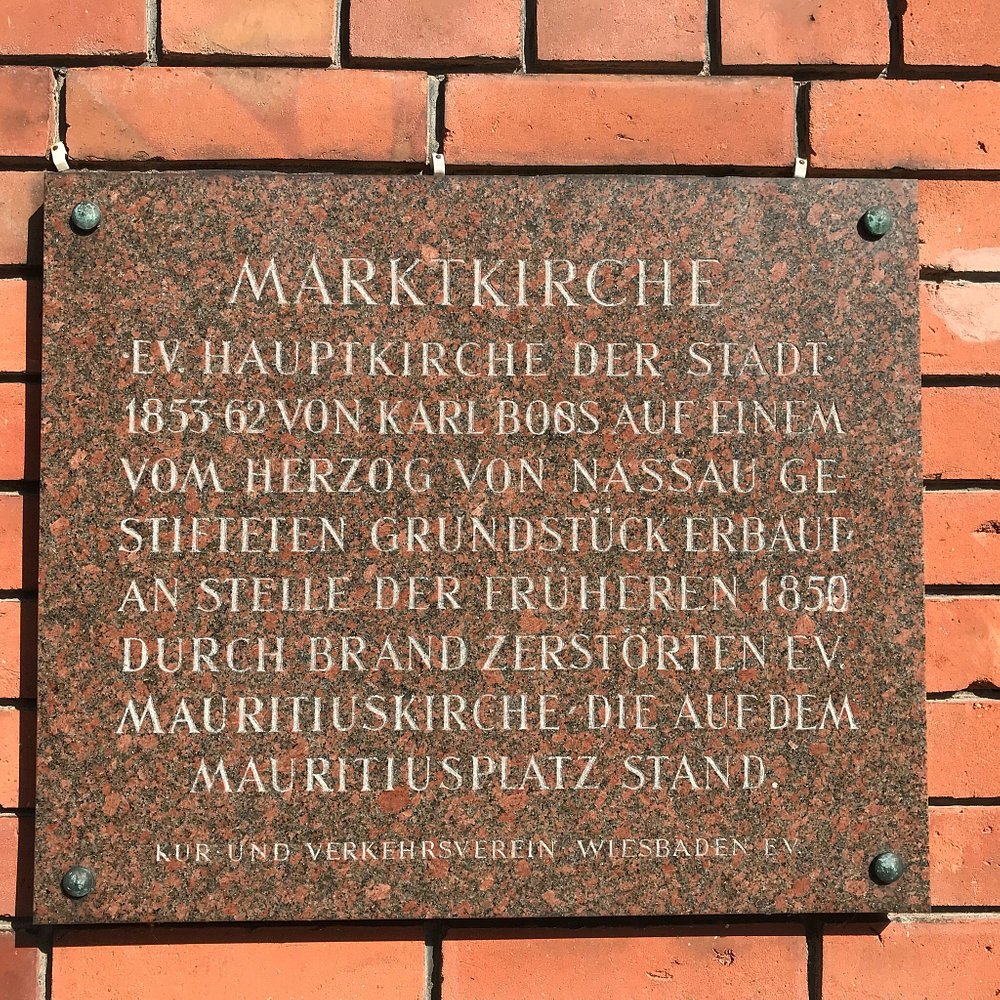 MARKTKIRCHE
·EV. HAUPTKIRCHE DER STADT·
1853-62 VON KARL BOOS AUF EINEM
VOM HERZOG VON NASSAU GE-
STIFTETEN GRUNDSTÜCK ERBAUT·
AN STELLE DER FRÜHEREN 1850
DURCH BRAND ZERSTÖRTEN EV.
MAURITIUSKIRCHE·DIE AUF DEM
MAURITIUSPLATZ STAND.
KUR·UND VERKEHRSVEREIN·WIESBADEN E.V.